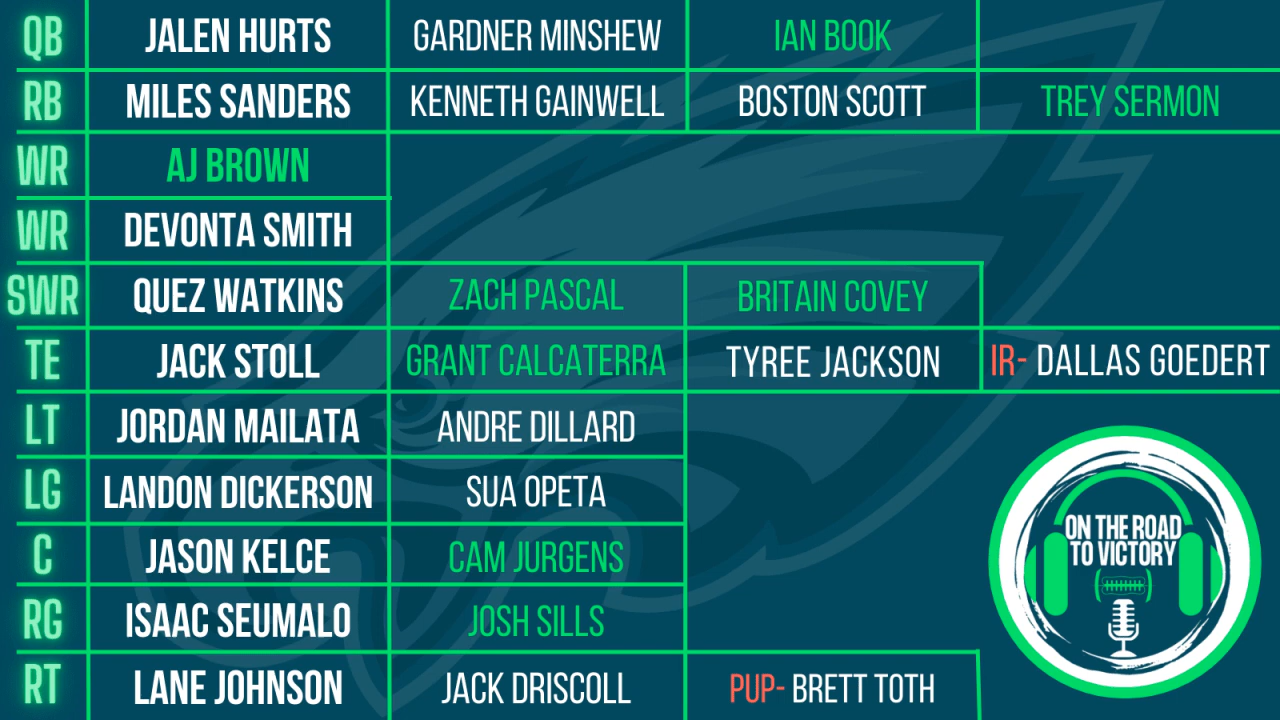 QB JALEN HURTS GARDNER MINSHEW IAN BOOK
RB MILES SANDERS KENNETH GAINWELL BOSTON SCOTT TREY SERMON
WR AJ BROWN
WR DEVONTA SMITH
SWR QUEZ WATKINS ZACH PASCAL BRITAIN COVEY
TE JACK STOLL GRANT CALCATERRA TYREE JACKSON IR- DALLAS GOEDERT
LT JORDAN MAILATA ANDRE DILLARD
LG LANDON DICKERSON SUA OPETA
C JASON KELCE CAM JURGENS
RG ISAAC SEUMALO JOSH SILLS
RT LANE JOHNSON JACK DRISCOLL PUP- BRETT TOTH
ON THE ROAD
TO VICTORY